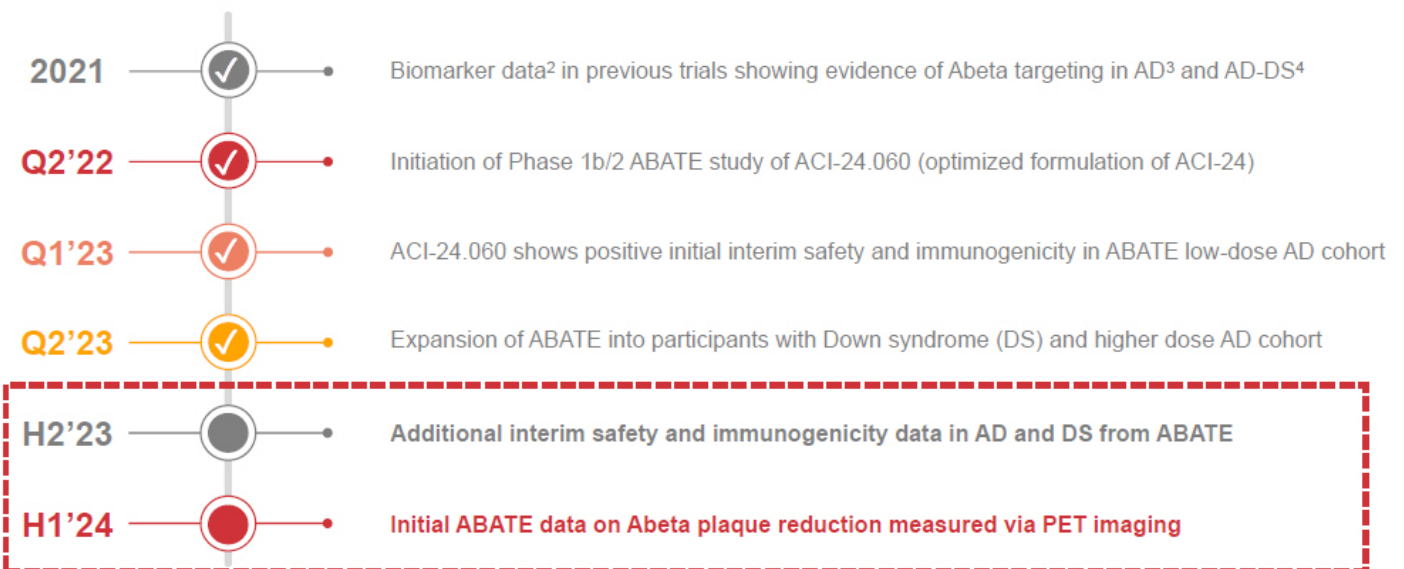 2021 Biomarker data² in previous trials showing evidence of Abeta targeting in AD³ and AD-DS⁴
Q2’22 Initiation of Phase 1b/2 ABATE study of ACI-24.060 (optimized formulation of ACI-24)
Q1’23 ACI-24.060 shows positive initial interim safety and immunogenicity in ABATE low-dose AD cohort
Q2’23 Expansion of ABATE into participants with Down syndrome (DS) and higher dose AD cohort
H2’23 Additional interim safety and immunogenicity data in AD and DS from ABATE
H1’24 Initial ABATE data on Abeta plaque reduction measured via PET imaging